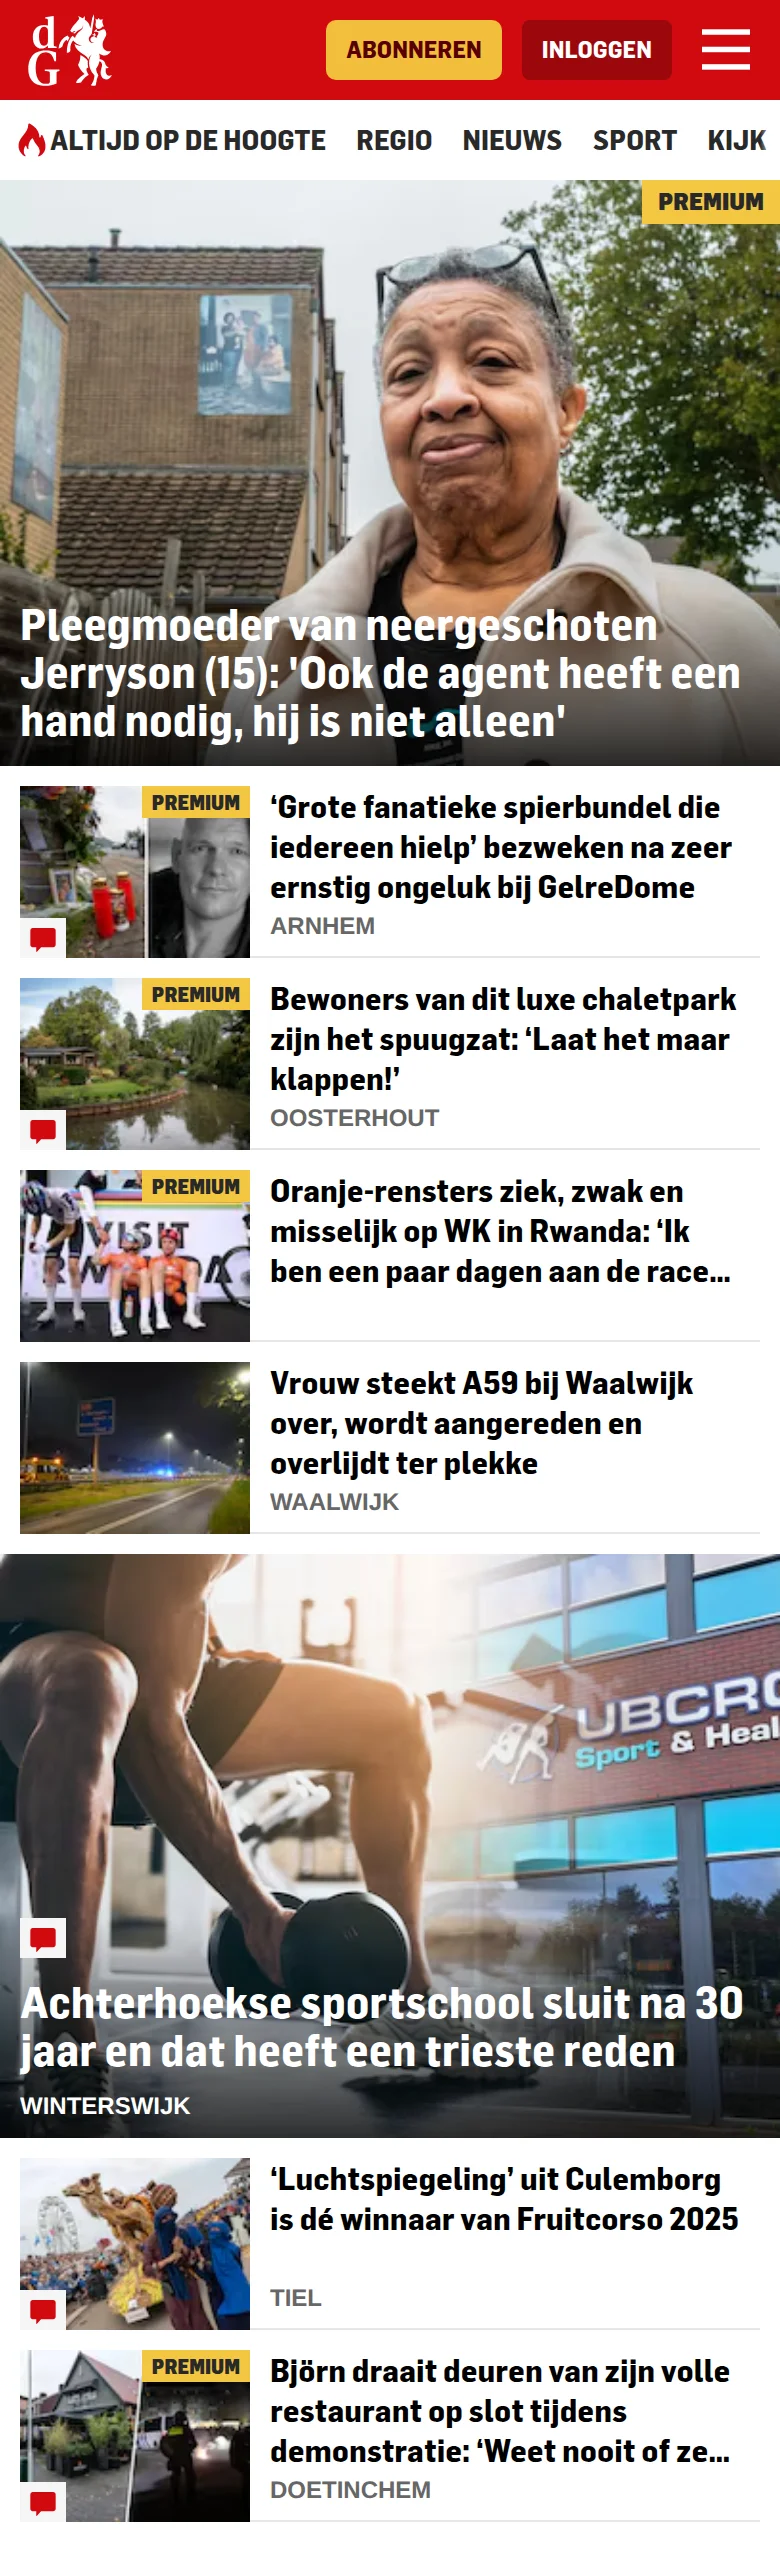 dG
ABONNEREN
INLOGGEN
ALTIJD OP DE HOOGTE
REGIO
NIEUWS
SPORT
KIJK
PREMIUM
Pleegmoeder van neergeschoten
Jerryson (15): 'Ook de agent heeft een
hand nodig, hij is niet alleen'
PREMIUM
‘Grote fanatieke spierbundel die
iedereen hielp’ bezweken na zeer
ernstig ongeluk bij GelreDome
ARNHEM
PREMIUM
Bewoners van dit luxe chaletpark
zijn het spuugzat: ‘Laat het maar
klappen!’
OOSTERHOUT
PREMIUM
VISIT
Oranje-rensters ziek, zwak en
misselijk op WK in Rwanda: ‘Ik
ben een paar dagen aan de race...
Vrouw steekt A59 bij Waalwijk
over, wordt aangereden en
overlijdt ter plekke
WAALWIJK
UBCRO
Sport & Heal
Achterhoekse sportschool sluit na 30
jaar en dat heeft een trieste reden
WINTERSWIJK
‘Luchtspiegeling’ uit Culemborg
is dé winnaar van Fruitcorso 2025
TIEL
PREMIUM
Björn draait deuren van zijn volle
restaurant op slot tijdens
demonstratie: ‘Weet nooit of ze...
DOETINCHEM